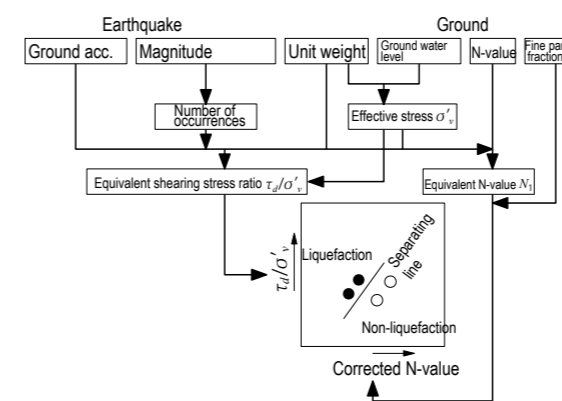 Earthquake
Ground
Ground acc.
Magnitude
Unit weight
Ground water
level
N-value
Fine par
fraction
Number of
occurrences
Effective stress σ′v
Equivalent shearing stress ratio τd/σ′v
Equivalent N-value N1
τd/σ′v
Liquefaction
Separating
line
Non-liquefaction
Corrected N-value